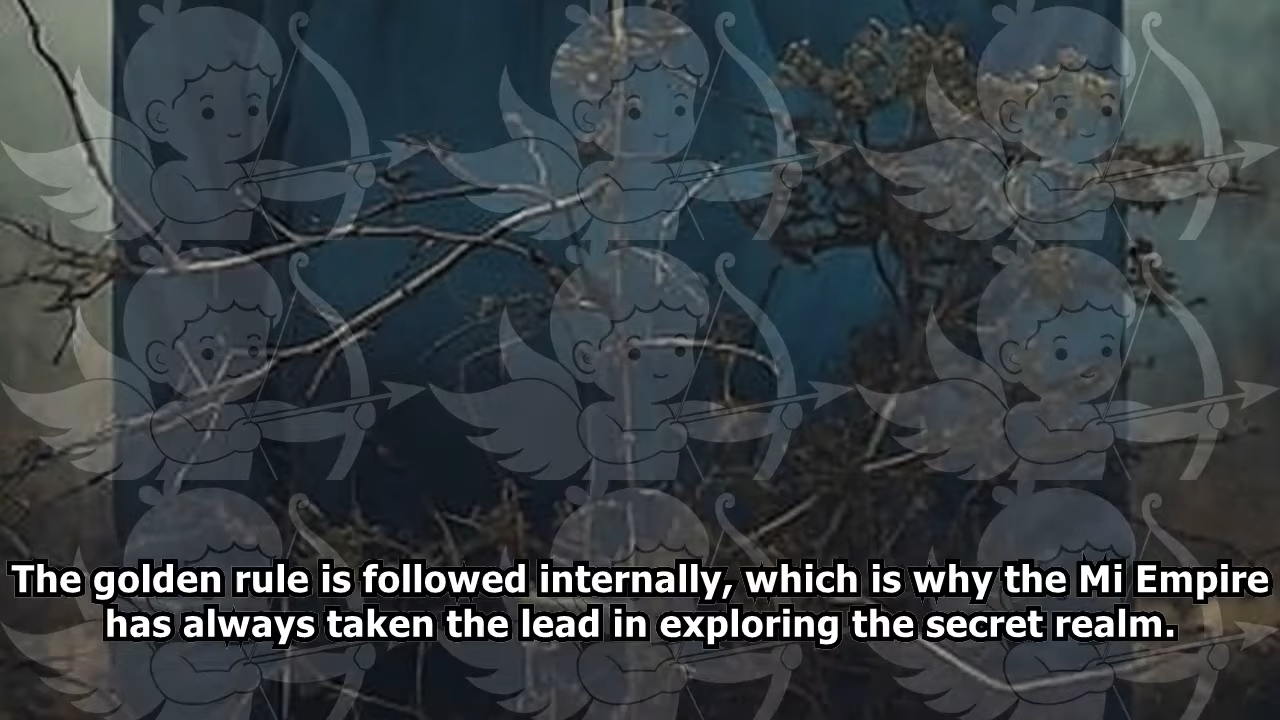 The golden rule is followed internally, which is why the Mi Empire
has always taken the lead in exploring the secret realm.